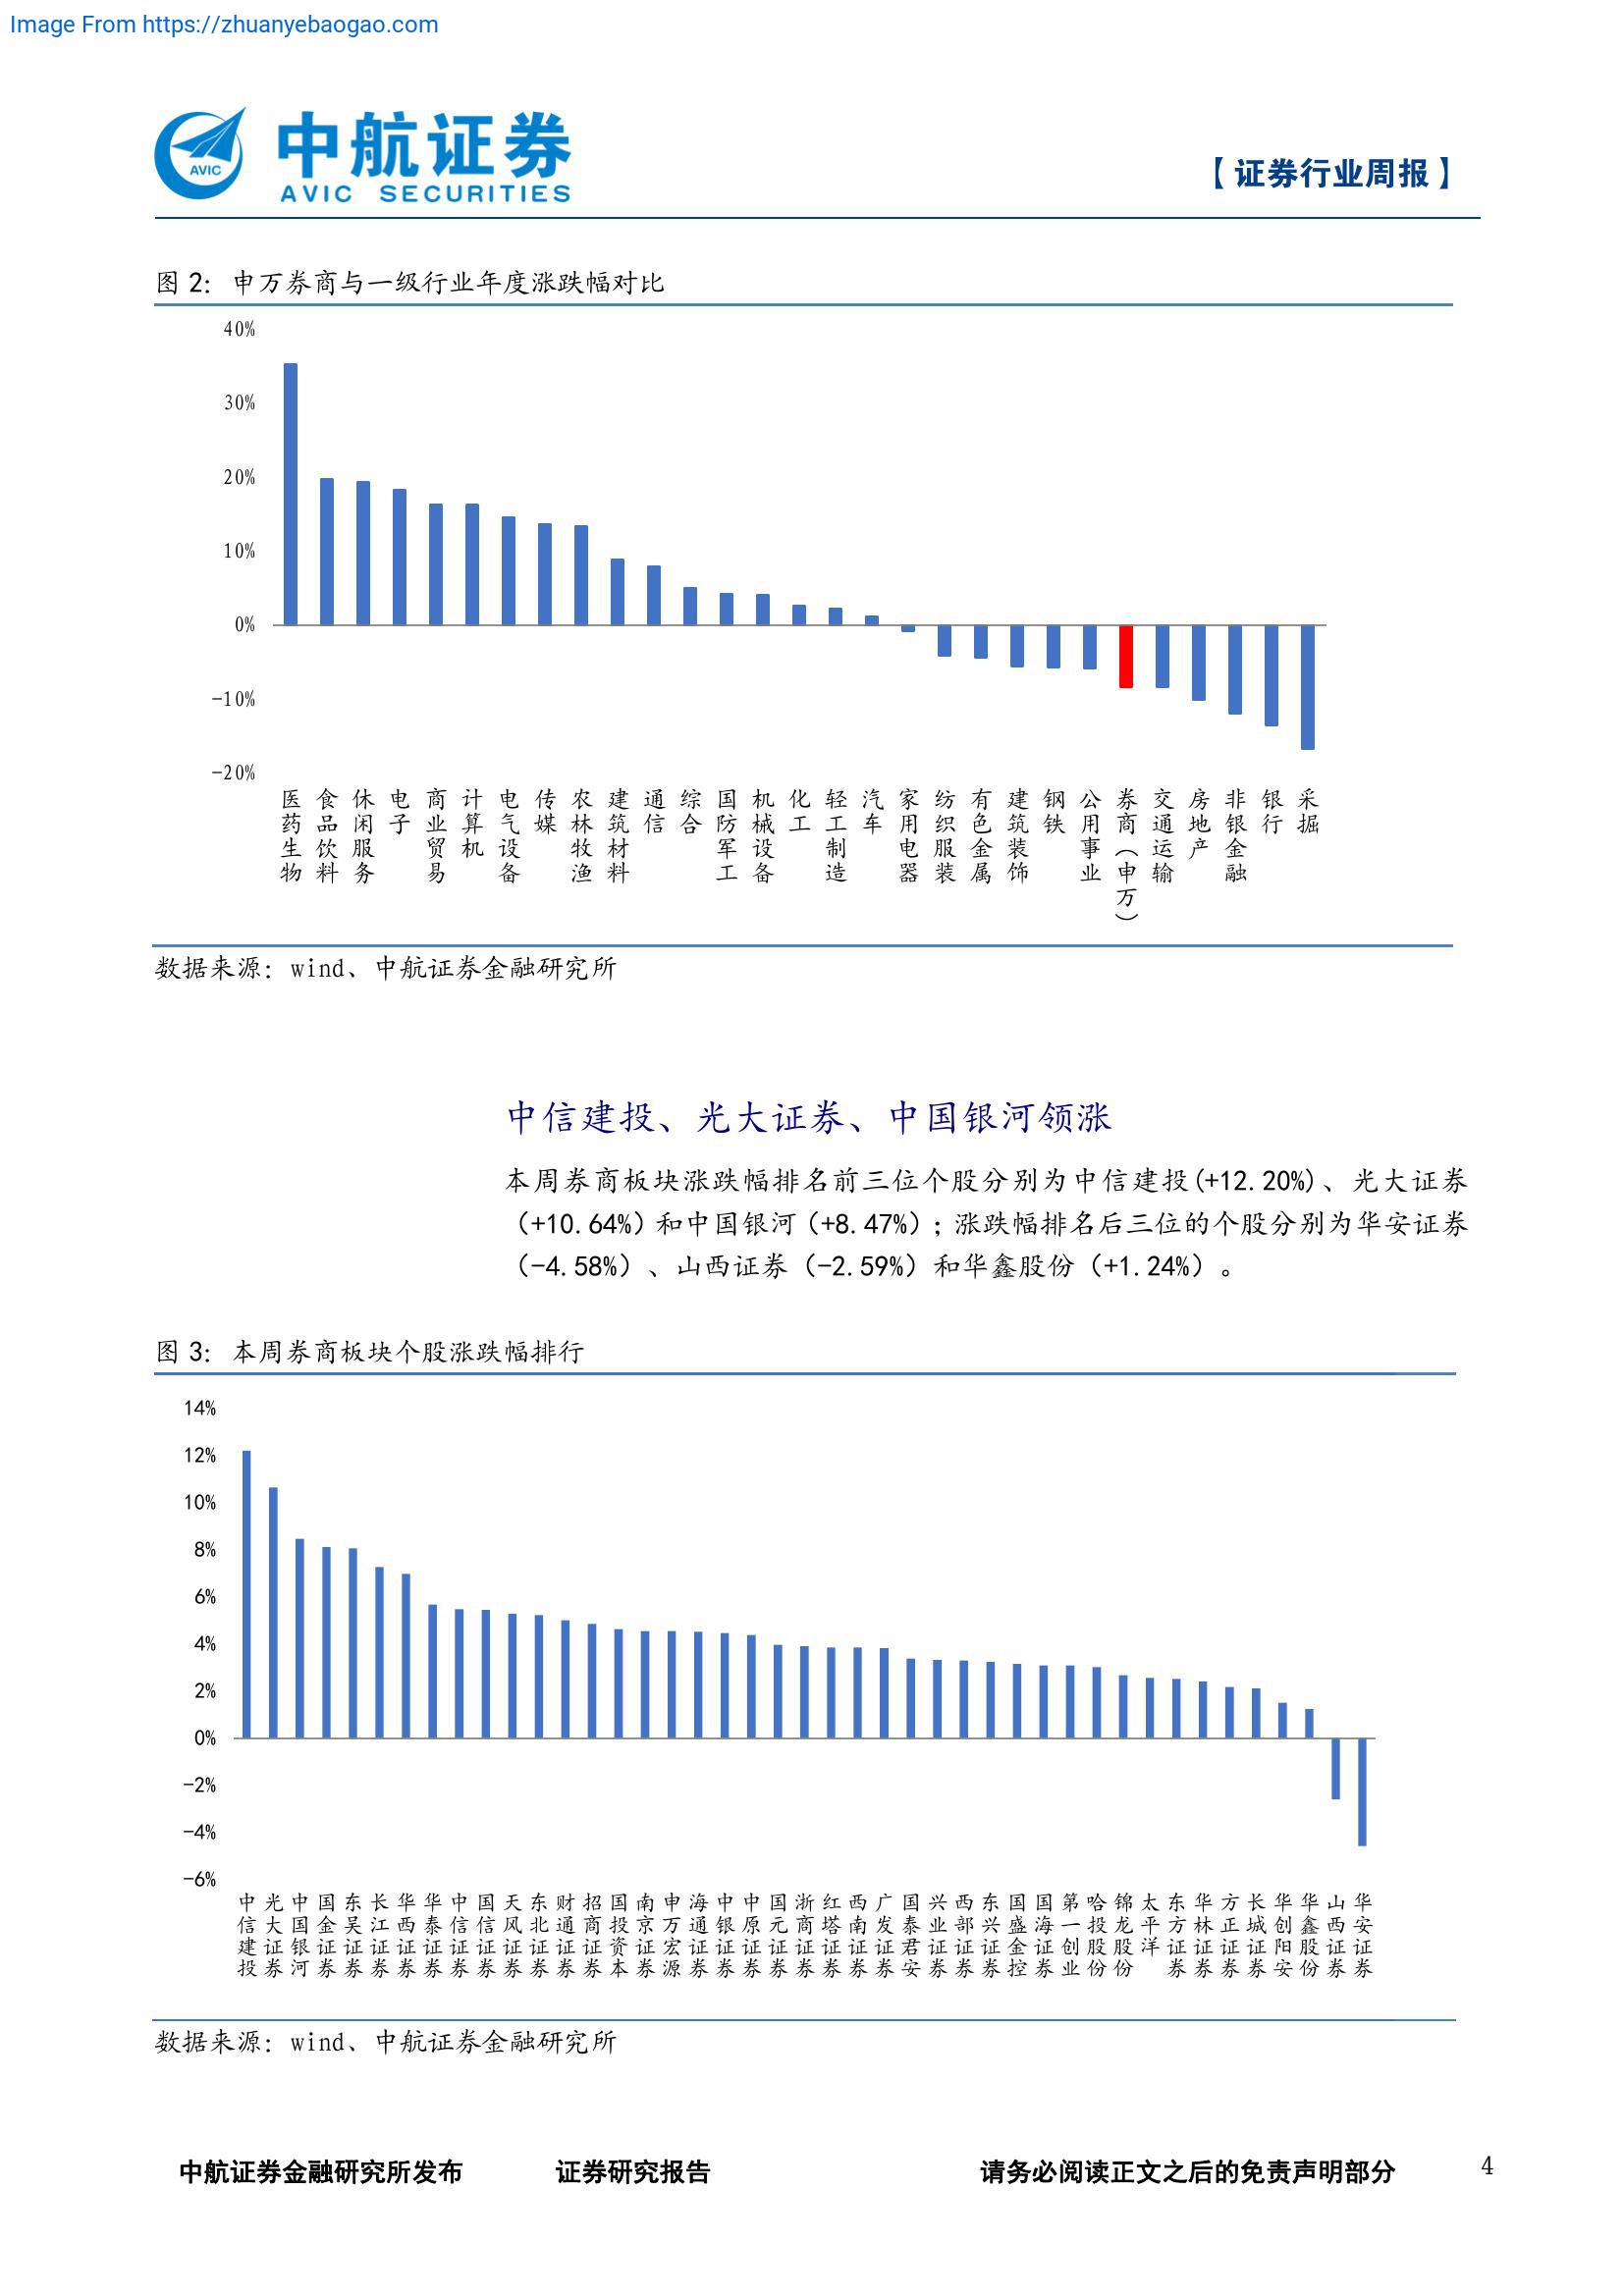 Image From https://zhuanyebaogao.com
AVIC
中航证券
AVIC SECURITIES
【证券行业周报】
图 2: 申万券商与一级行业年度涨跌幅对比
40%
30%
20%
10%
0%
-10%
-20%
医药生物
食品饮料
休闲服务
电子
商业贸易
计算机
电气设备
传媒
农林牧渔
建筑材料
通信
综合
国防军工
机械设备
化工
轻工制造
汽车
家用电器
纺织服装
有色金属
建筑装饰
钢铁
公用事业
券商（申万）
交通运输
房地产
非银金融
银行
采掘
数据来源: wind、中航证券金融研究所
中信建投、光大证券、中国银河领涨
本周券商板块涨跌幅排名前三位个股分别为中信建投(+12.20%)、光大证券
（+10.64%）和中国银河（+8.47%）；涨跌幅排名后三位的个股分别为华安证券
（-4.58%）、山西证券（-2.59%）和华鑫股份（+1.24%）。
图 3: 本周券商板块个股涨跌幅排行
14%
12%
10%
8%
6%
4%
2%
0%
-2%
-4%
-6%
中信建投
光大证券
中国银河
国金证券
东吴证券
长江证券
华西证券
华泰证券
中信证券
国信证券
天风证券
东北证券
财通证券
招商证券
国投资本
南京证券
申万宏源
海通证券
中银证券
中原证券
国元证券
浙商证券
红塔证券
西南证券
广发证券
国泰君安
兴业证券
西部证券
东兴证券
国盛金控
国海证券
第一创业
哈投股份
锦龙股份
太平洋
东方证券
华林证券
方正证券
长城证券
华创阳安
华鑫股份
山西证券
华安证券
数据来源: wind、中航证券金融研究所
中航证券金融研究所发布 证券研究报告 请务必阅读正文之后的免责声明部分 4